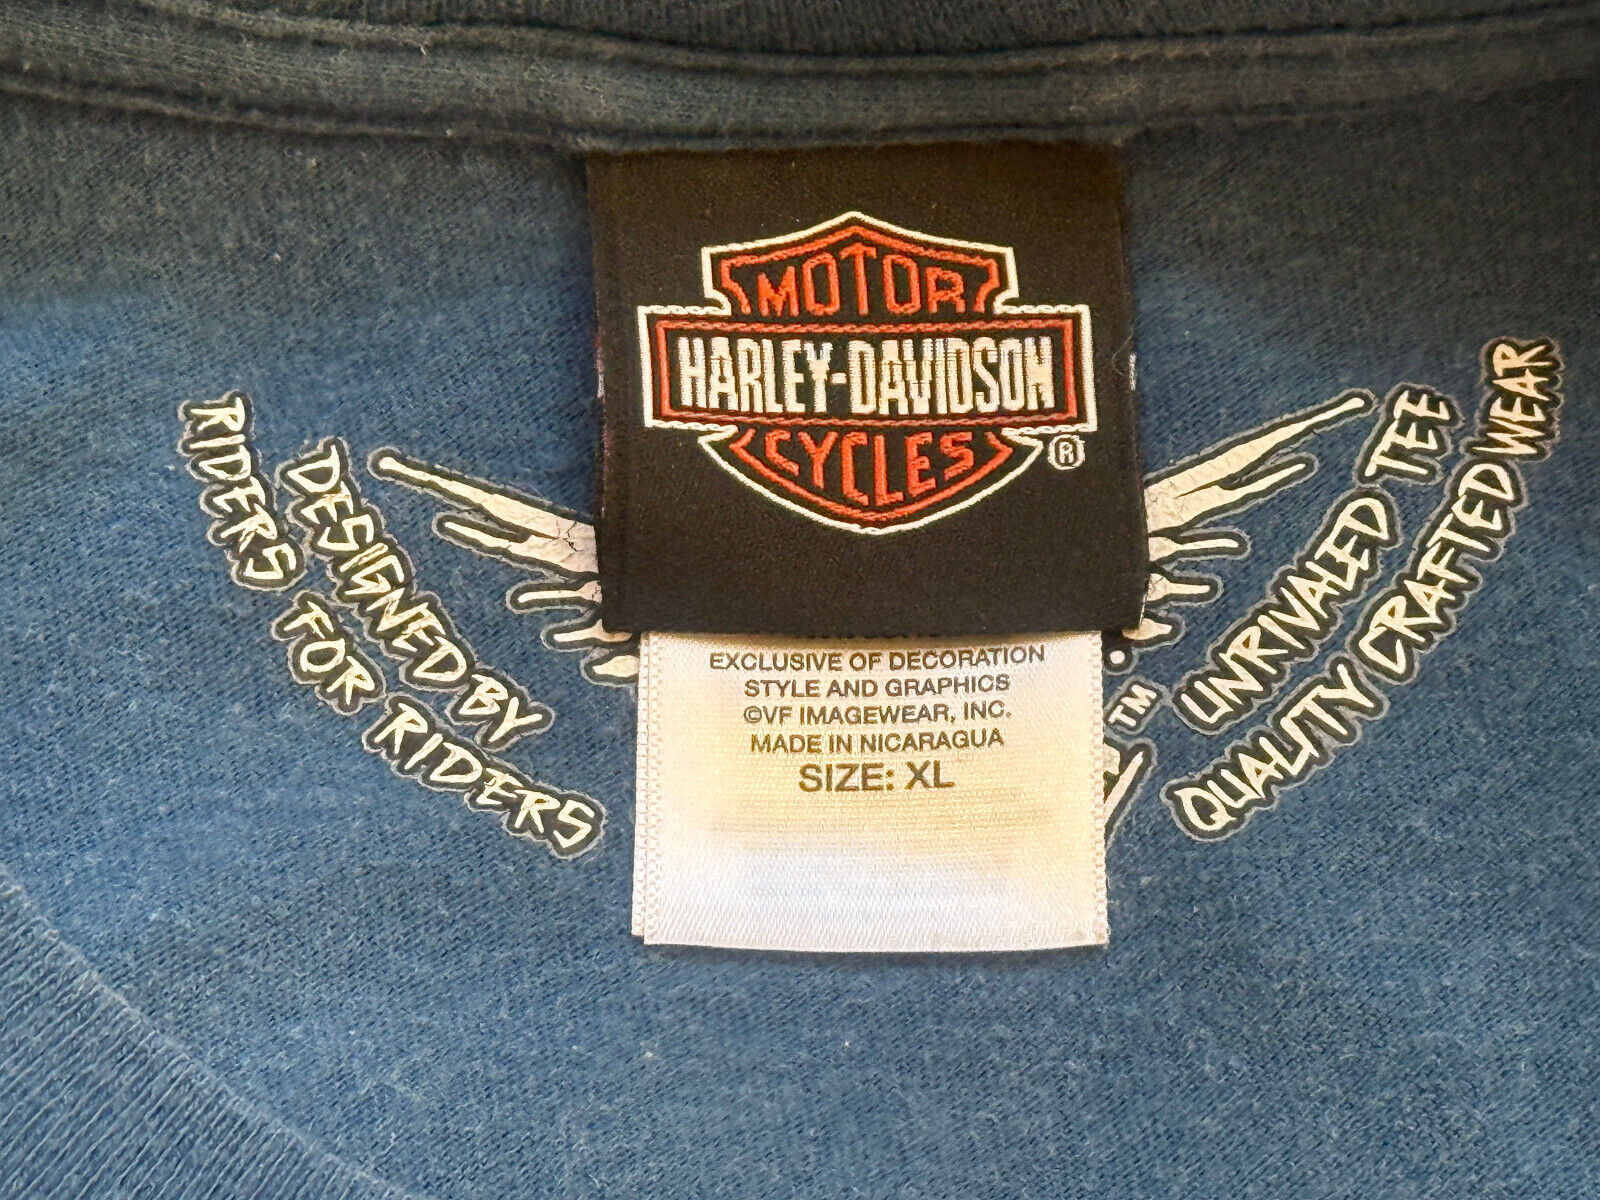 MOTOR
HARLEY-DAVIDSON
CYCLES
®
DESIGNED BY
RIDERS FOR RIDERS
UNRIVALED TEE
QUALITY CRAFTED WEAR
™
EXCLUSIVE OF DECORATION
STYLE AND GRAPHICS
©VF IMAGEWEAR, INC.
MADE IN NICARAGUA
SIZE: XL